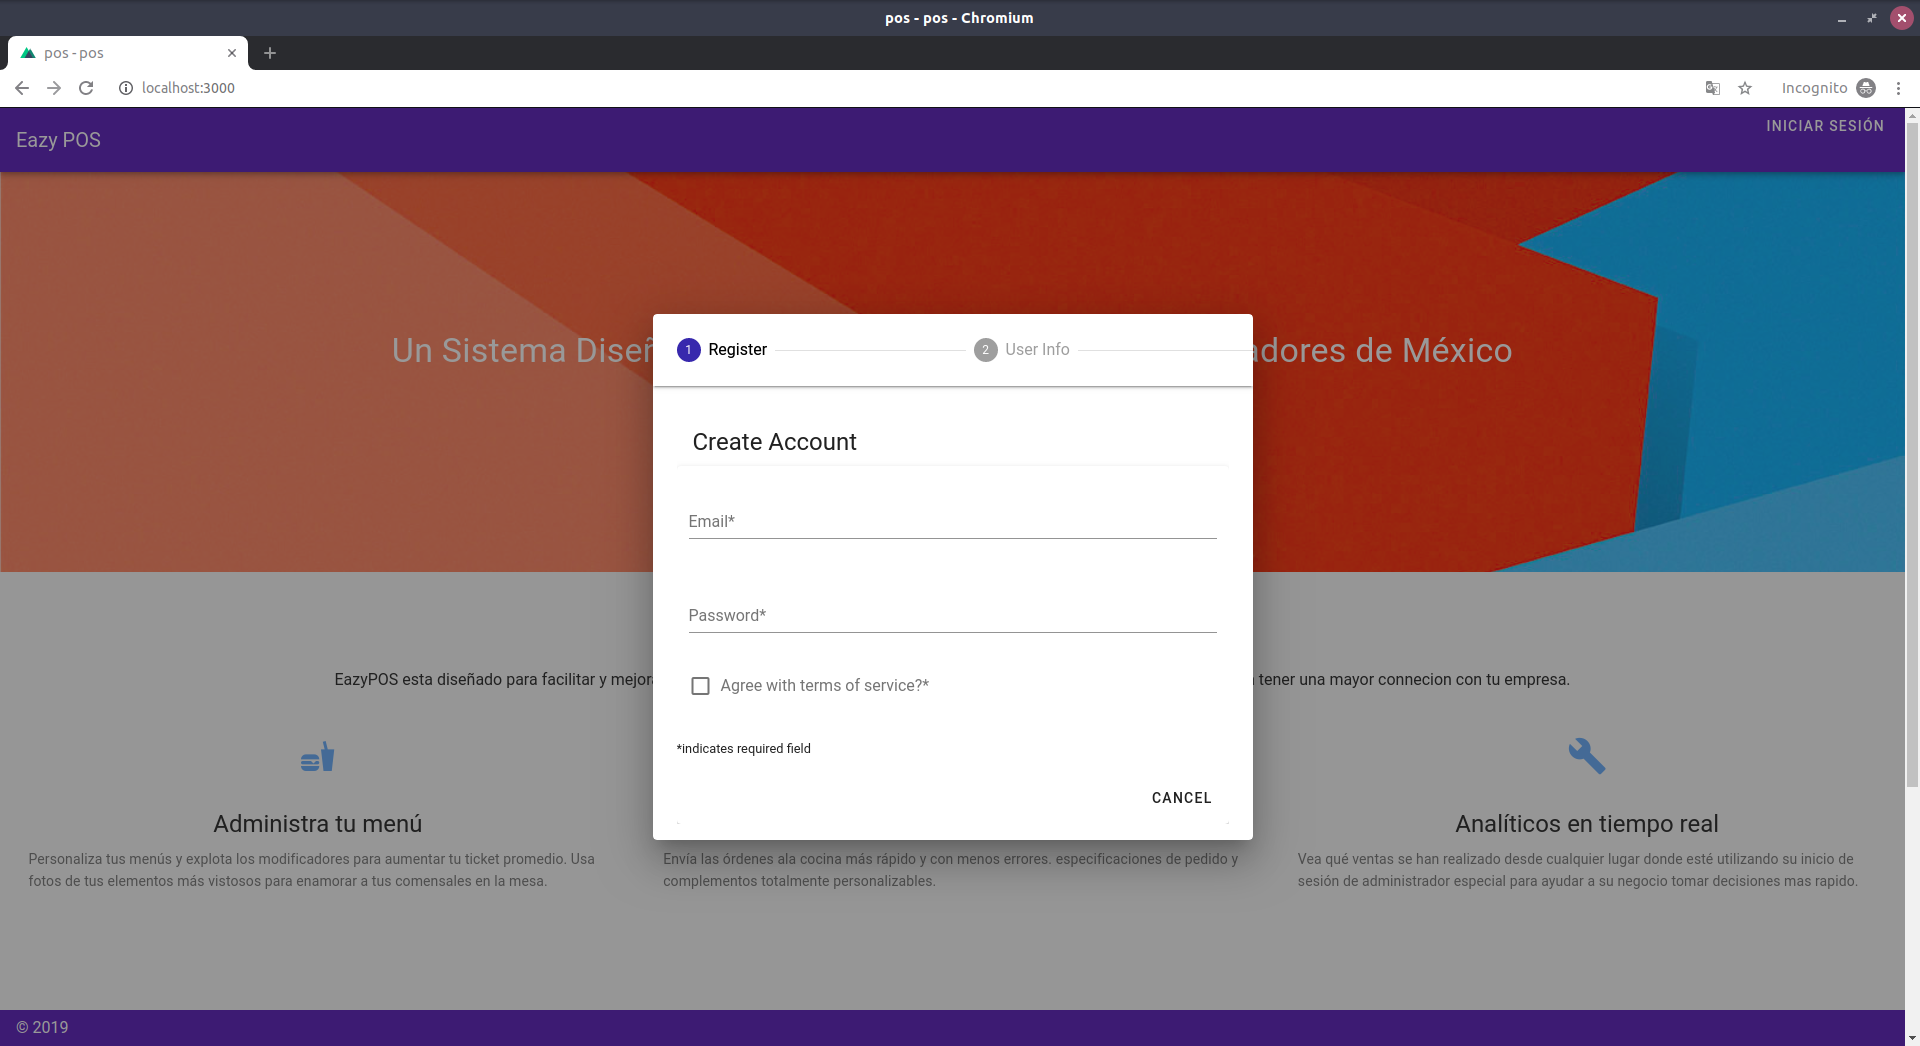 pos - pos - Chromium
pos - pos
localhost:3000
Incognito
Eazy POS
INICIAR SESIÓN
Un Sistema Diseñ
adores de México
1 Register
2 User Info
Create Account
Email*
Password*
Agree with terms of service?*
*indicates required field
CANCEL
EazyPOS esta diseñado para facilitar y mejora
tener una mayor connecion con tu empresa.
Administra tu menú
Personaliza tus menús y explota los modificadores para aumentar tu ticket promedio. Usa
fotos de tus elementos más vistosos para enamorar a tus comensales en la mesa.
Envía las órdenes ala cocina más rápido y con menos errores. especificaciones de pedido y
complementos totalmente personalizables.
Analíticos en tiempo real
Vea qué ventas se han realizado desde cualquier lugar donde esté utilizando su inicio de
sesión de administrador especial para ayudar a su negocio tomar decisiones mas rapido.
© 2019